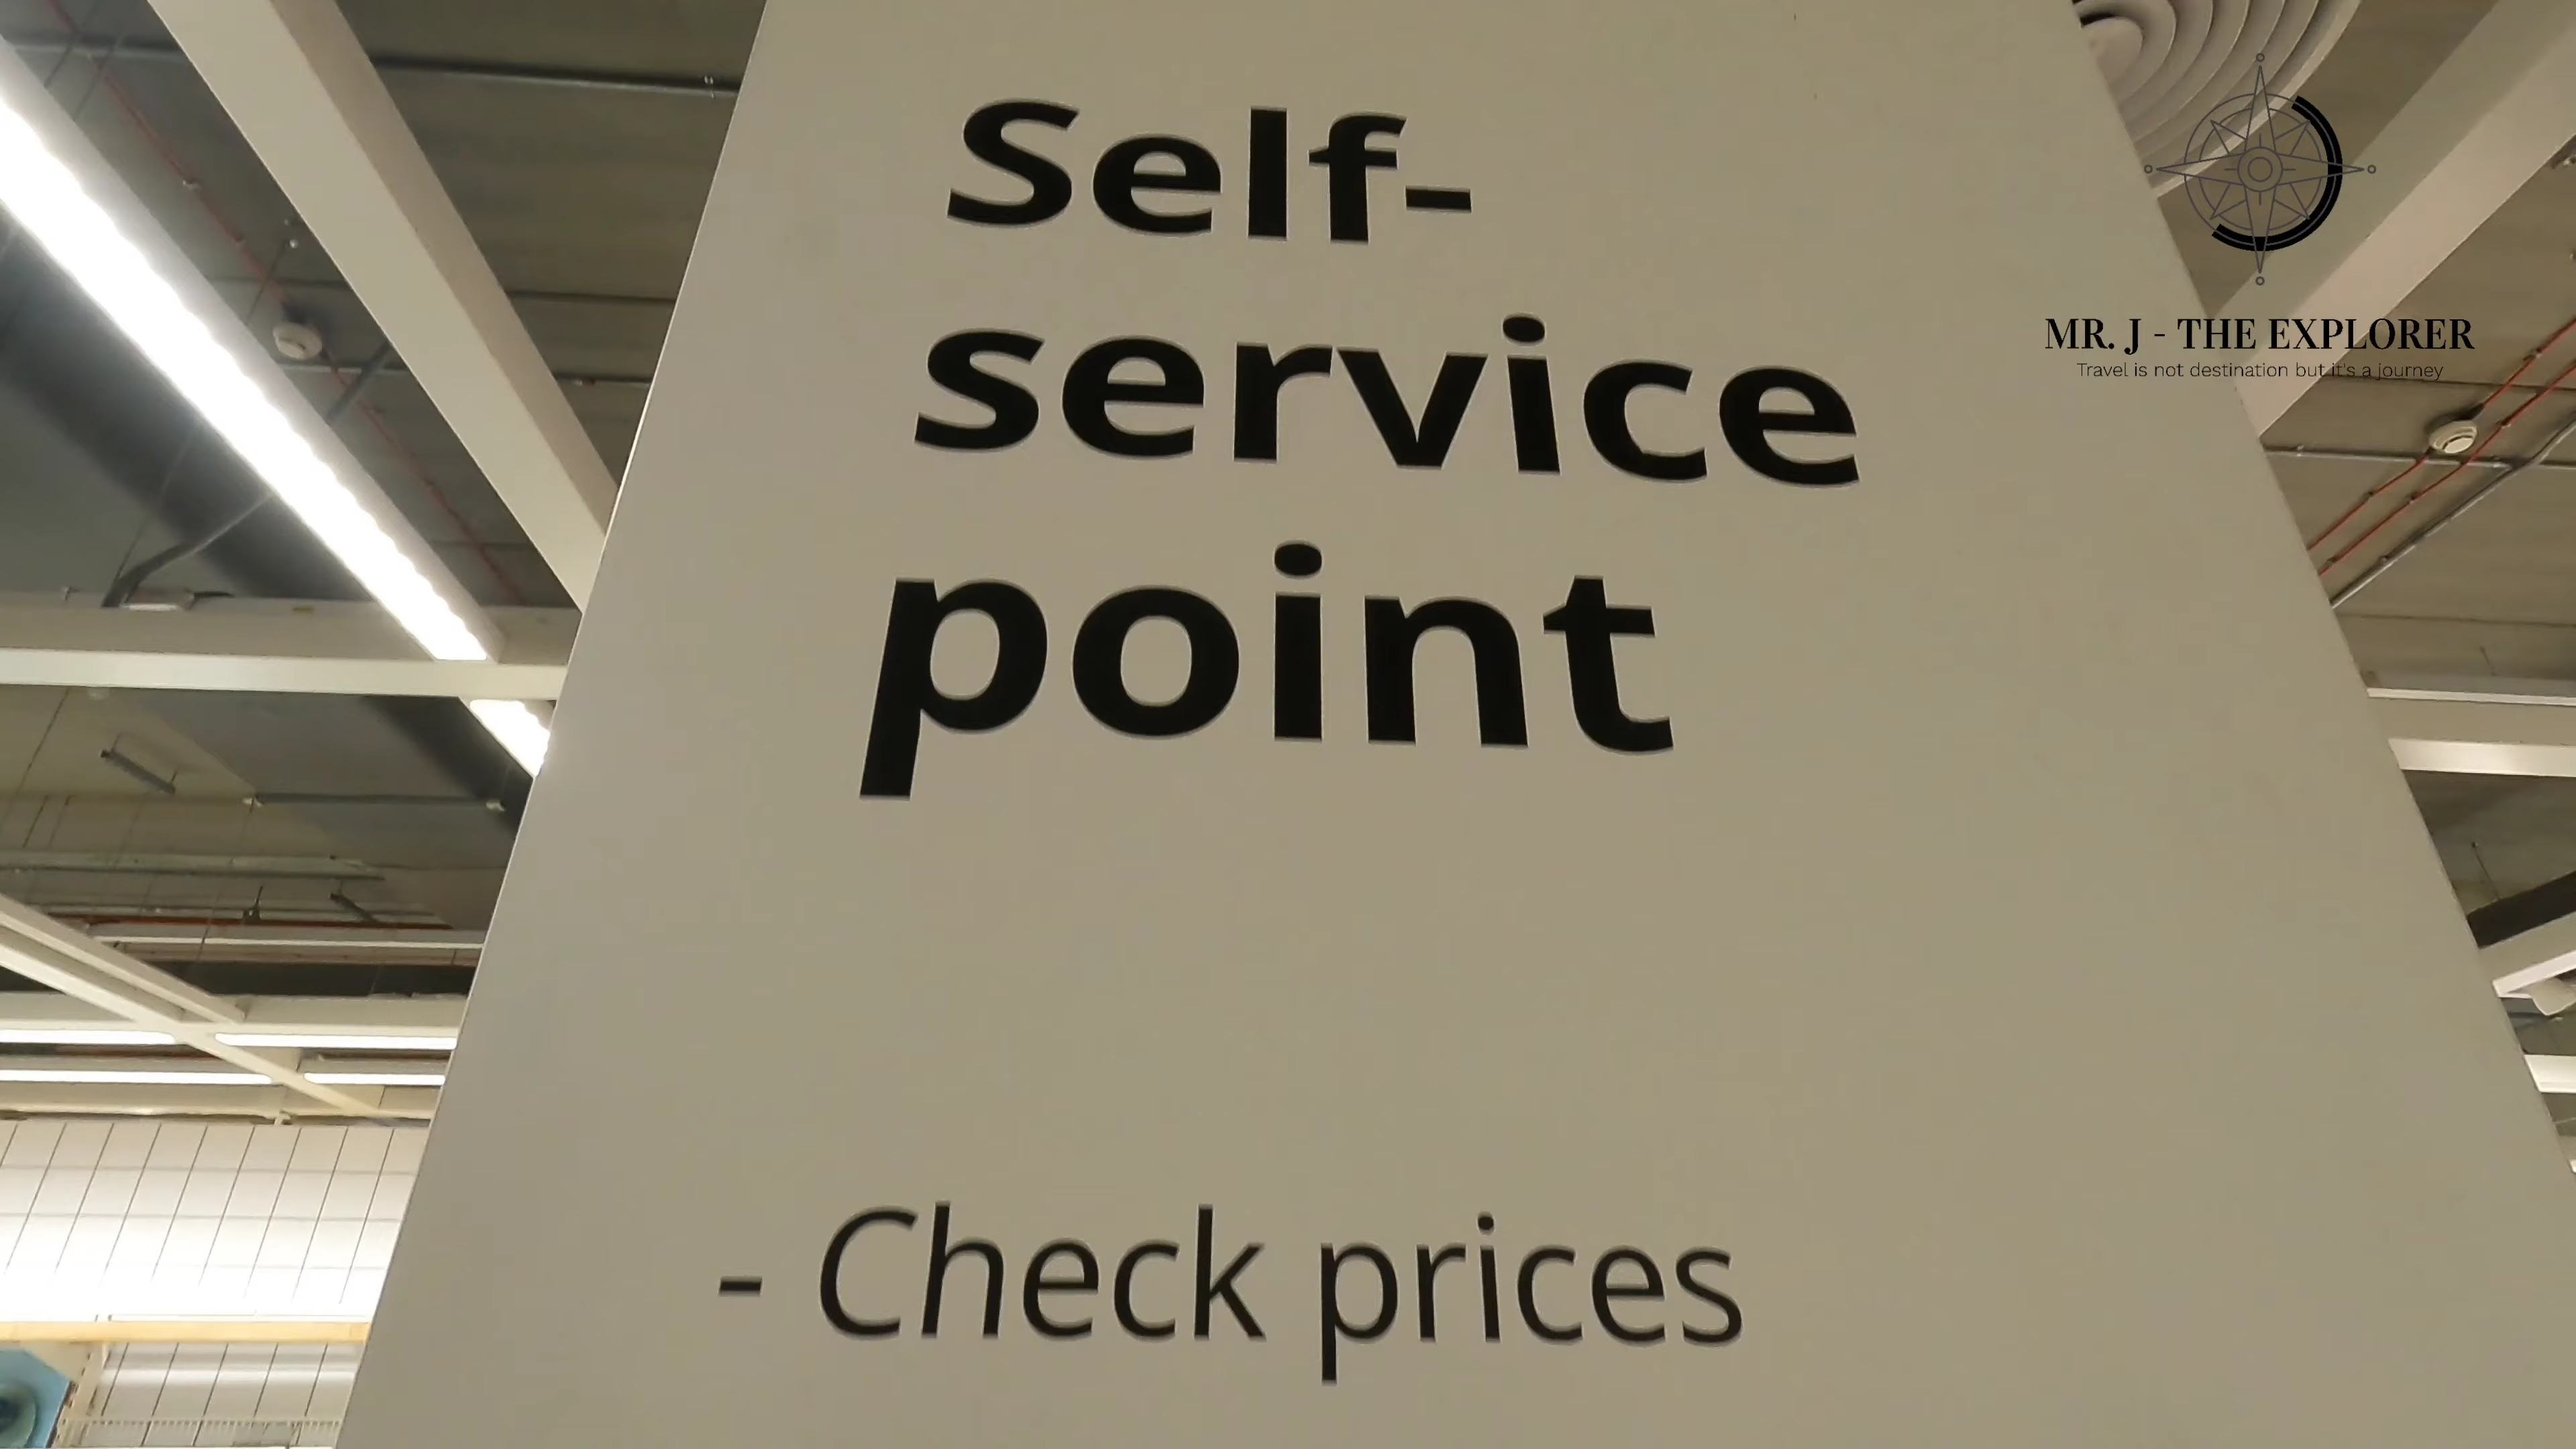 Self-
service
point
- Check prices
MR. J - THE EXPLORER
Travel is not destination but it's a journey